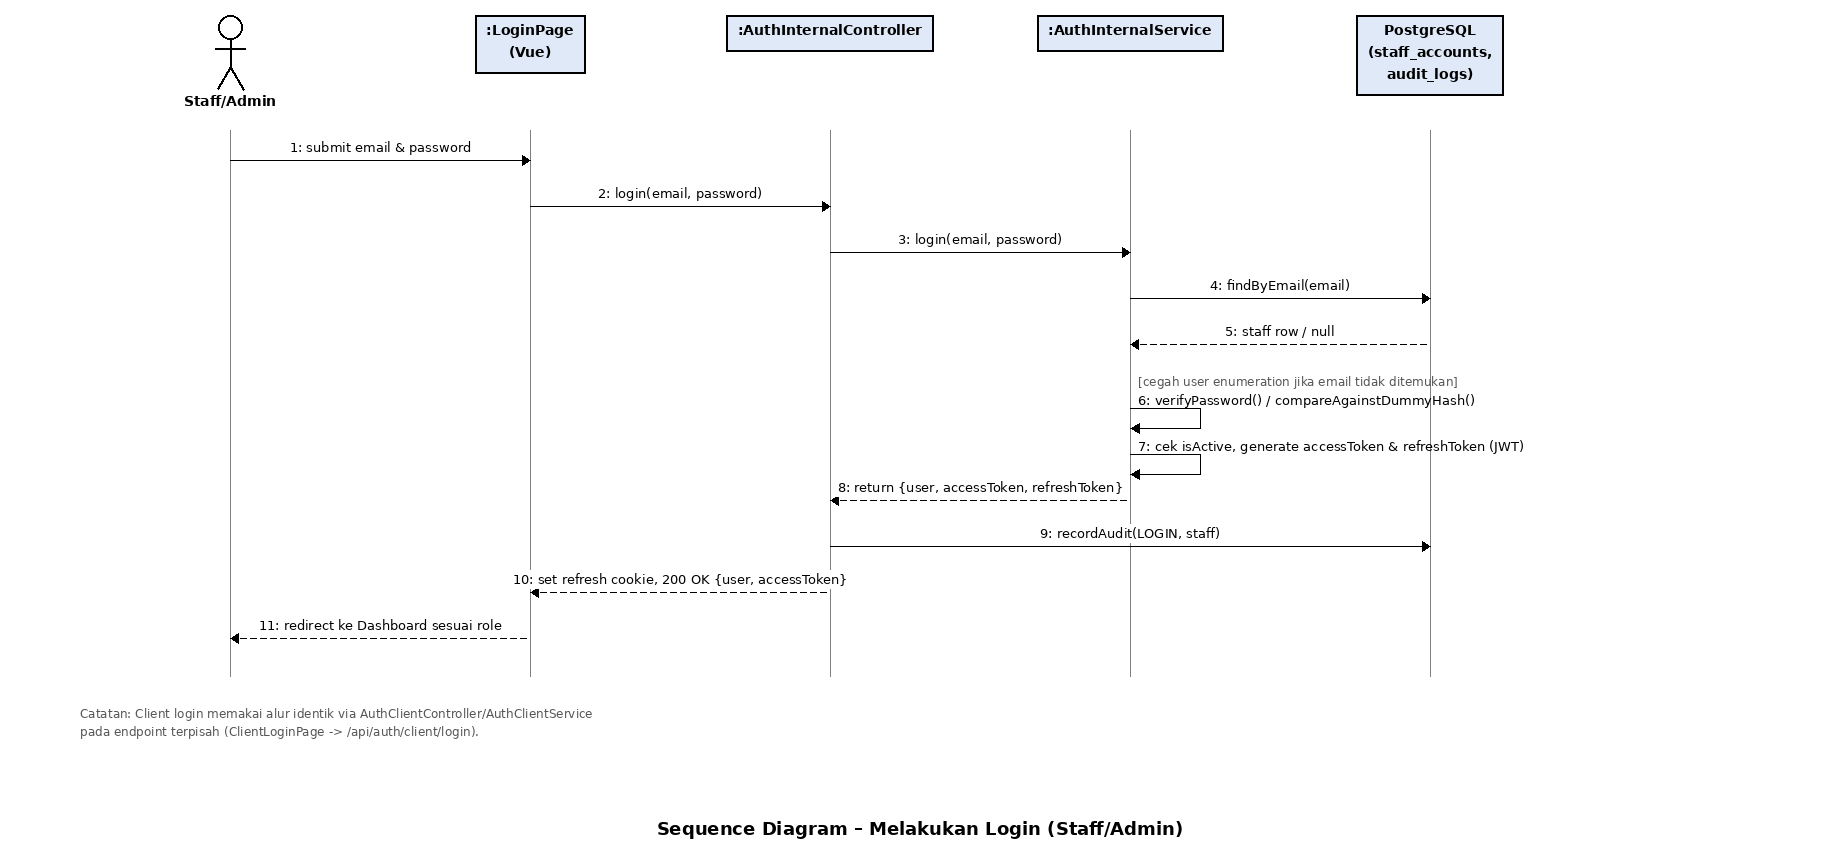 Staff/Admin
:LoginPage
(Vue)
:AuthInternalController
:AuthInternalService
PostgreSQL
(staff_accounts,
audit_logs)
1: submit email & password
2: login(email, password)
3: login(email, password)
4: findByEmail(email)
5: staff row / null
[cegah user enumeration jika email tidak ditemukan]
6: verifyPassword() / compareAgainstDummyHash()
7: cek isActive, generate accessToken & refreshToken (JWT)
8: return {user, accessToken, refreshToken}
9: recordAudit(LOGIN, staff)
10: set refresh cookie, 200 OK {user, accessToken}
11: redirect ke Dashboard sesuai role
Catatan: Client login memakai alur identik via AuthClientController/AuthClientService
pada endpoint terpisah (ClientLoginPage -> /api/auth/client/login).
Sequence Diagram – Melakukan Login (Staff/Admin)